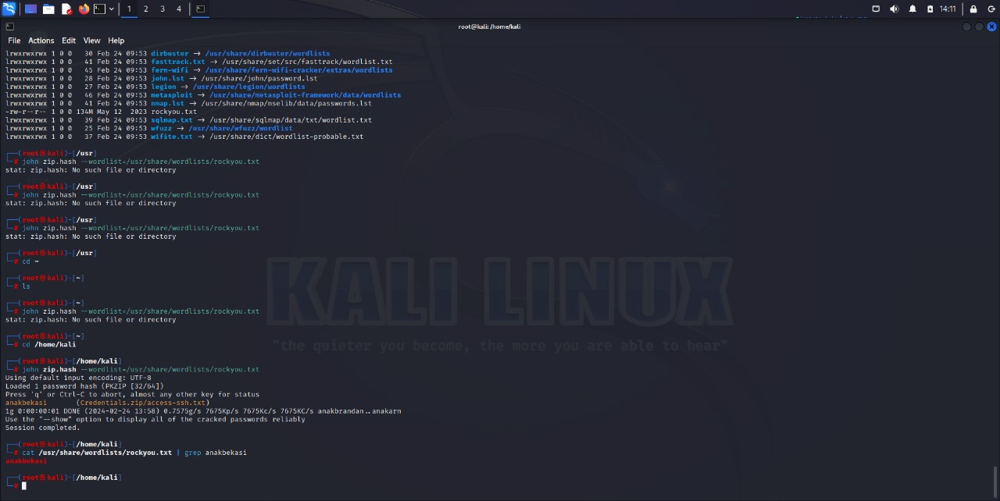 1 2 3 4
14:11
root@kali: /home/kali
File Actions Edit View Help
lrwxrwxrwx 1 0 0 30 Feb 24 09:53 dirbuster → /usr/share/dirbuster/wordlists
lrwxrwxrwx 1 0 0 41 Feb 24 09:53 fasttrack.txt → /usr/share/set/src/fasttrack/wordlist.txt
lrwxrwxrwx 1 0 0 45 Feb 24 09:53 fern-wifi → /usr/share/fern-wifi-cracker/extras/wordlists
lrwxrwxrwx 1 0 0 28 Feb 24 09:53 john.lst → /usr/share/john/password.lst
lrwxrwxrwx 1 0 0 27 Feb 24 09:53 legion → /usr/share/legion/wordlists
lrwxrwxrwx 1 0 0 46 Feb 24 09:53 metasploit → /usr/share/metasploit-framework/data/wordlists
lrwxrwxrwx 1 0 0 41 Feb 24 09:53 nmap.lst → /usr/share/nmap/nselib/data/passwords.lst
-rw-r--r-- 1 0 0 134M May 12 2023 rockyou.txt
lrwxrwxrwx 1 0 0 39 Feb 24 09:53 sqlmap.txt → /usr/share/sqlmap/data/txt/wordlist.txt
lrwxrwxrwx 1 0 0 25 Feb 24 09:53 wfuzz → /usr/share/wfuzz/wordlist
lrwxrwxrwx 1 0 0 37 Feb 24 09:53 wifite.txt → /usr/share/dict/wordlist-probable.txt
┌──(root㉿kali)-[/usr]
└─# john zip.hash --wordlist=/usr/share/wordlists/rockyou.txt
stat: zip.hash: No such file or directory
┌──(root㉿kali)-[/usr]
└─# john zip.hash --wordlist=/usr/share/wordlists/rockyou.txt
stat: zip.hash: No such file or directory
┌──(root㉿kali)-[/usr]
└─# john zip.hash --wordlist=/usr/share/wordlists/rockyou.txt
stat: zip.hash: No such file or directory
┌──(root㉿kali)-[/usr]
└─# cd ~
┌──(root㉿kali)-[~]
└─# ls
┌──(root㉿kali)-[~]
└─# john zip.hash --wordlist=/usr/share/wordlists/rockyou.txt
stat: zip.hash: No such file or directory
┌──(root㉿kali)-[~]
└─# cd /home/kali
┌──(root㉿kali)-[/home/kali]
└─# john zip.hash --wordlist=/usr/share/wordlists/rockyou.txt
Using default input encoding: UTF-8
Loaded 1 password hash (PKZIP [32/64])
Press 'q' or Ctrl-C to abort, almost any other key for status
anakbekasi (Credentials.zip/access-ssh.txt)
1g 0:00:00:01 DONE (2024-02-24 13:58) 0.7575g/s 7675Kp/s 7675Kc/s 7675KC/s anakbrandan..anakarn
Use the "--show" option to display all of the cracked passwords reliably
Session completed.
┌──(root㉿kali)-[/home/kali]
└─# cat /usr/share/wordlists/rockyou.txt | grep anakbekasi
anakbekasi
┌──(root㉿kali)-[/home/kali]
└─#
KALI LINUX
"the quieter you become, the more you are able to hear"